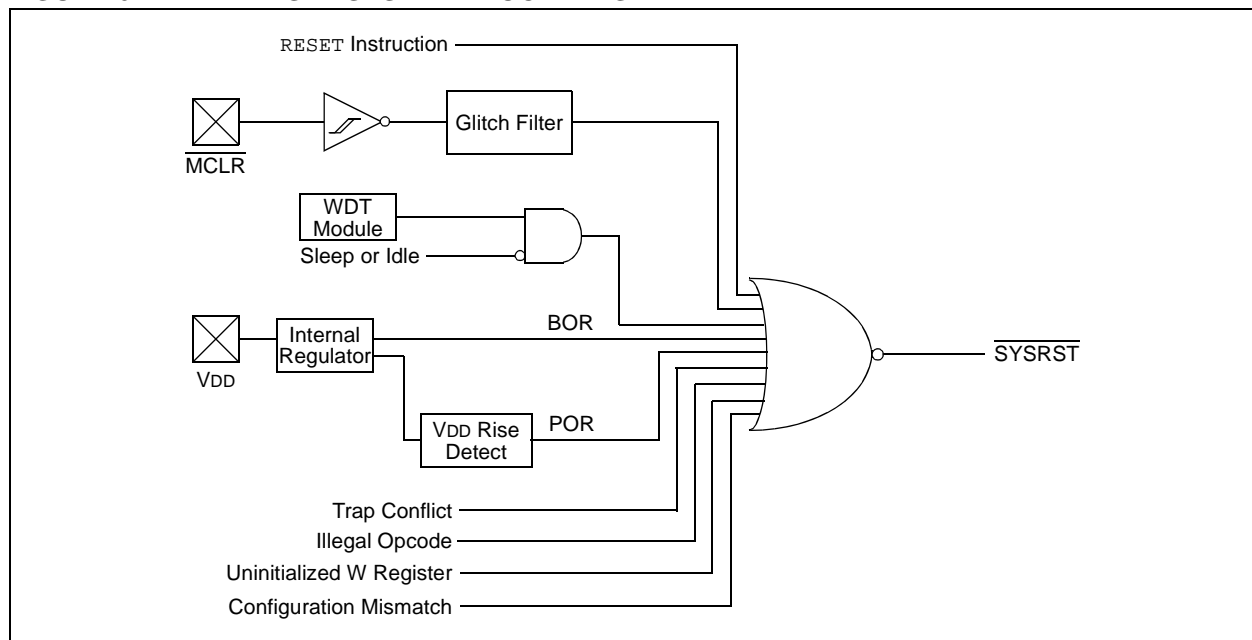 RESET Instruction
MCLR
Glitch Filter
WDT
Module
Sleep or Idle
VDD
Internal
Regulator
BOR
VDD Rise
Detect
POR
Trap Conflict
Illegal Opcode
Uninitialized W Register
Configuration Mismatch
SYSRST